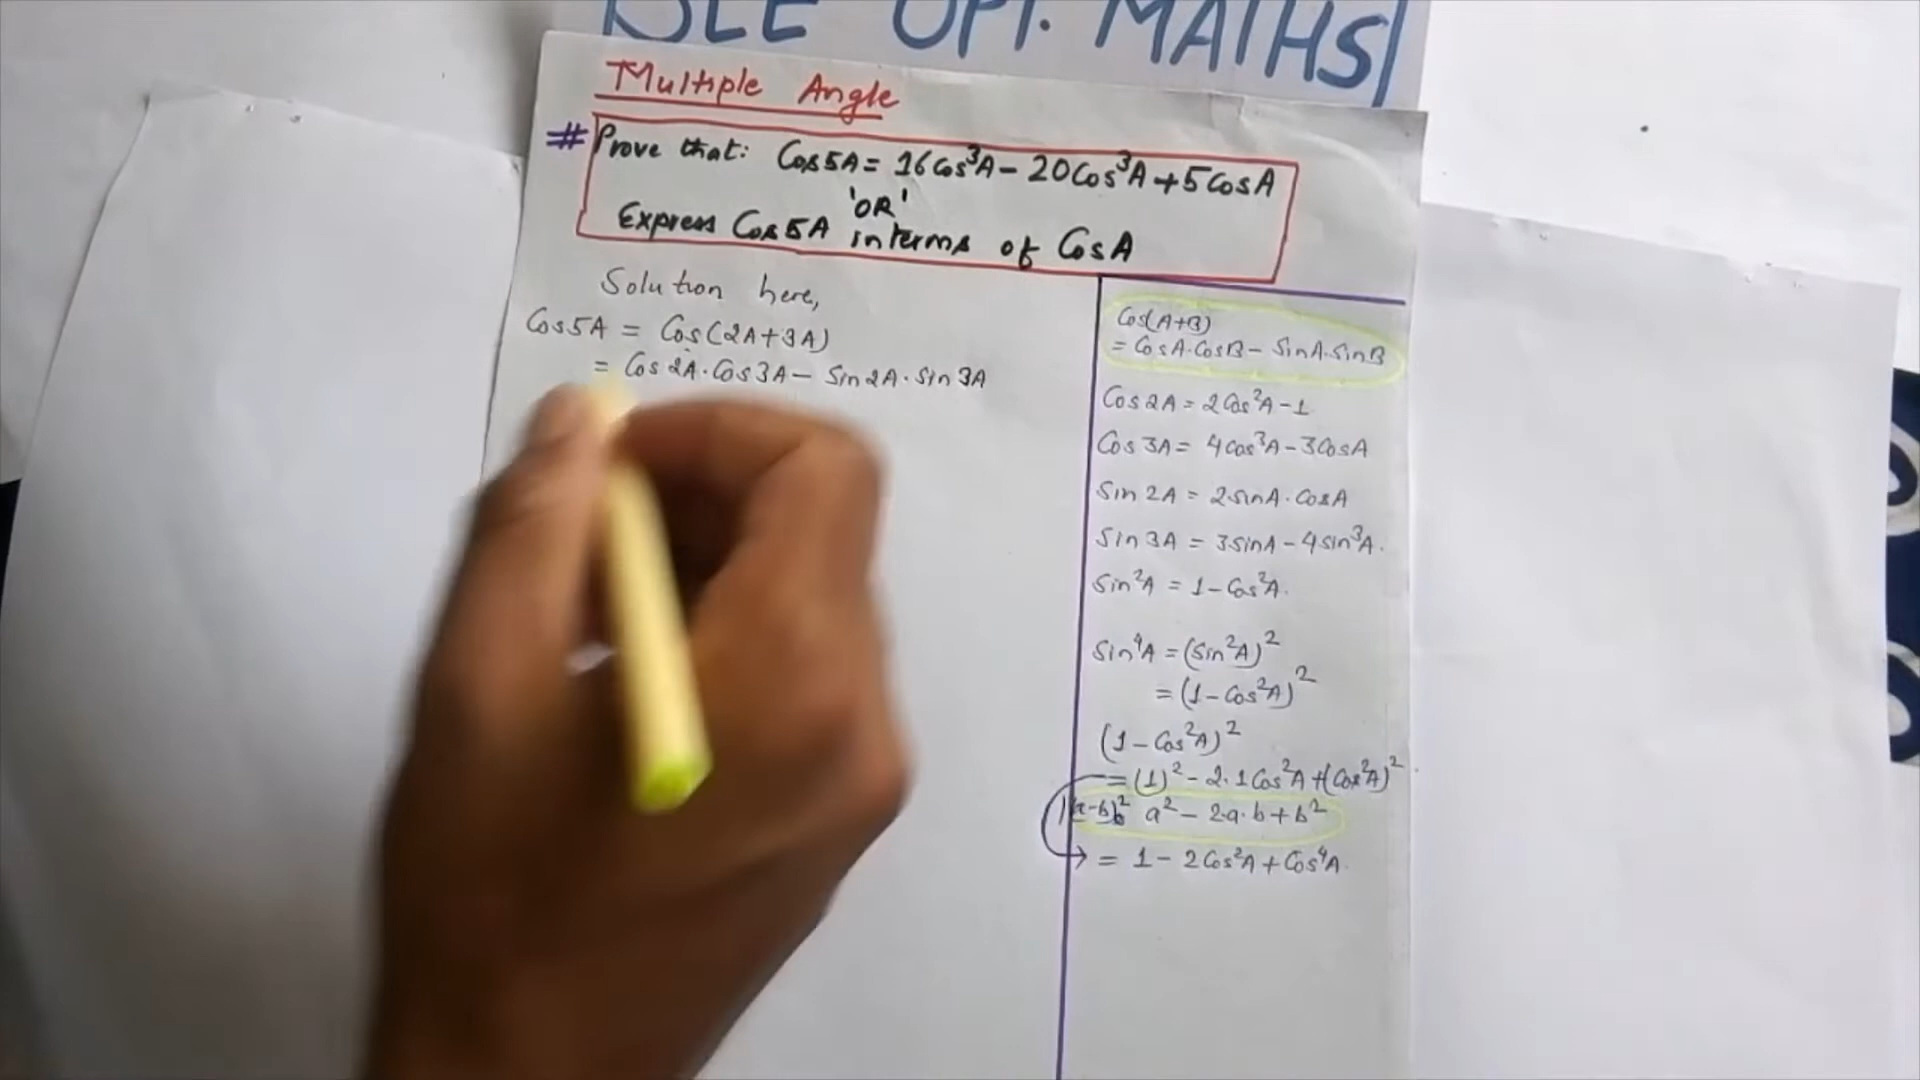 OPT. MATHS
Multiple Angle
# Prove that: Cos5A = 16Cos³A - 20Cos³A + 5CosA
'OR'
Express Cos5A interms of CosA
Solution here,
Cos5A = Cos(2A+3A)
= Cos2A·Cos3A - Sin2A·Sin3A
Cos(A+B)
= CosA·CosB - SinA·SinB
Cos2A = 2Cos²A - 1
Cos3A = 4Cos³A - 3CosA
Sin2A = 2SinA·CosA
Sin3A = 3SinA - 4Sin³A.
Sin²A = 1 - Cos²A.
Sin⁴A = (Sin²A)²
= (1 - Cos²A)²
(1 - Cos²A)²
= (1)² - 2·1Cos²A + (Cos²A)²
(a-b)² a² - 2·a·b + b²
→ = 1 - 2Cos²A + Cos⁴A.